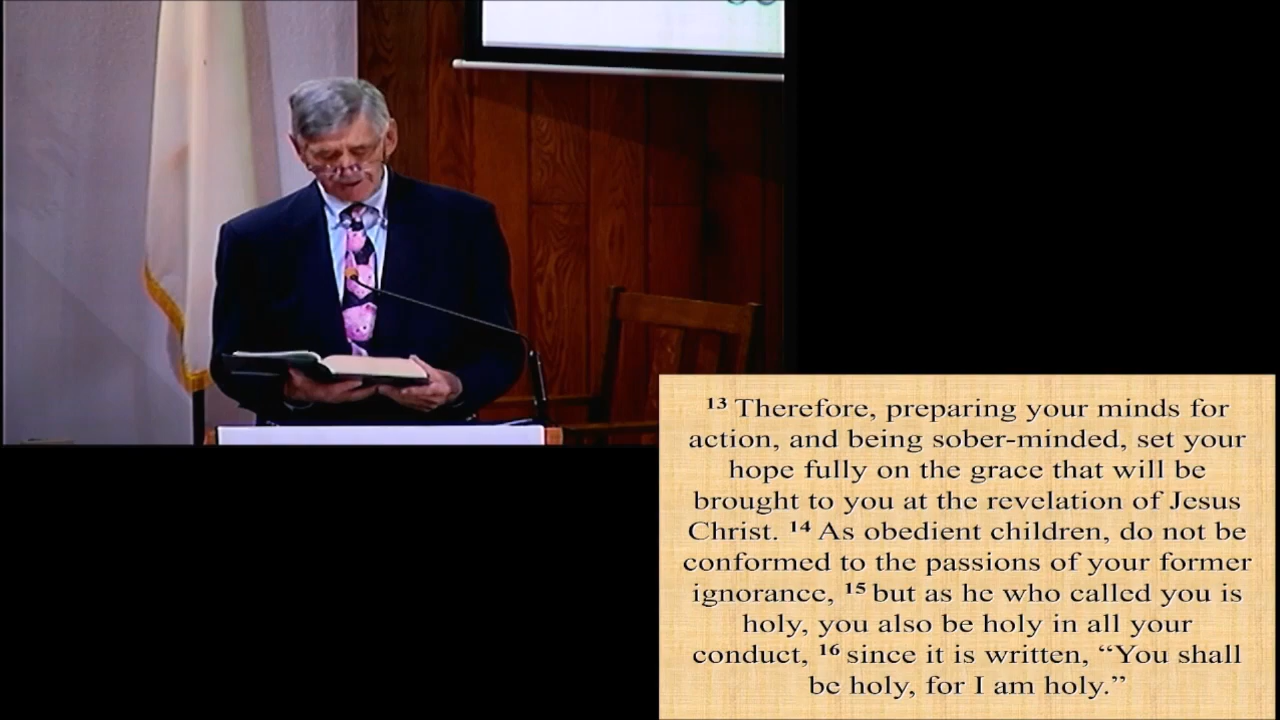 13 Therefore, preparing your minds for
action, and being sober-minded, set your
hope fully on the grace that will be
brought to you at the revelation of Jesus
Christ. 14 As obedient children, do not be
conformed to the passions of your former
ignorance, 15 but as he who called you is
holy, you also be holy in all your
conduct, 16 since it is written, “You shall
be holy, for I am holy.”